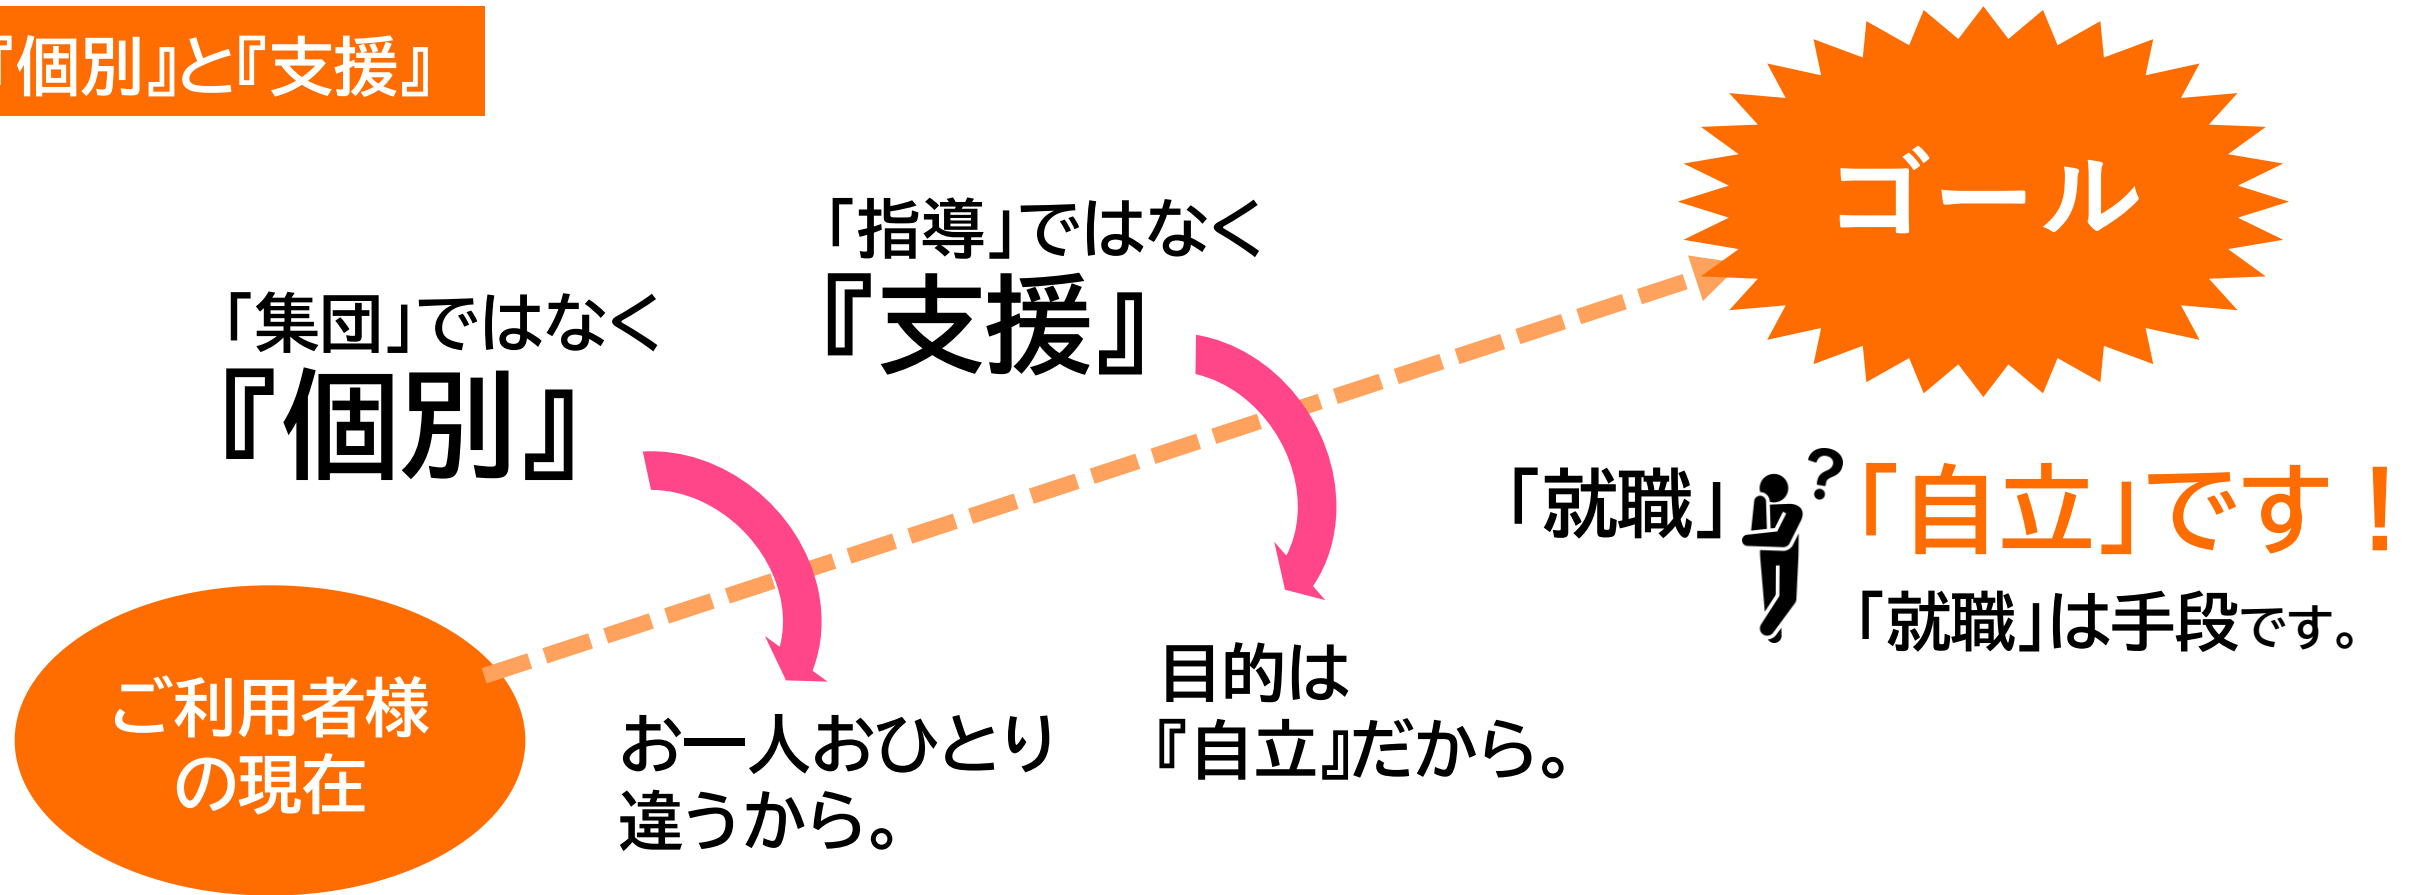 『個別』と『支援』
「集団」ではなく
『個別』
「指導」ではなく
『支援』
ゴール
ご利用者様
の現在
お一人おひとり
違うから。
目的は
『自立』だから。
「就職」
?
「自立」です！
「就職」は手段です。